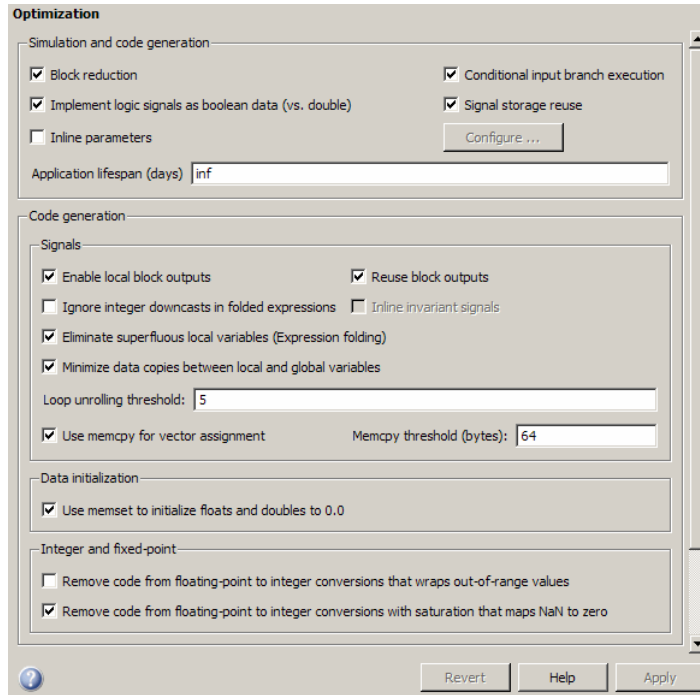 Optimization
Simulation and code generation
Block reduction
Conditional input branch execution
Implement logic signals as boolean data (vs. double)
Signal storage reuse
Inline parameters
Configure ...
Application lifespan (days) inf
Code generation
Signals
Enable local block outputs
Reuse block outputs
Ignore integer downcasts in folded expressions
Inline invariant signals
Eliminate superfluous local variables (Expression folding)
Minimize data copies between local and global variables
Loop unrolling threshold: 5
Use memcpy for vector assignment
Memcpy threshold (bytes): 64
Data initialization
Use memset to initialize floats and doubles to 0.0
Integer and fixed-point
Remove code from floating-point to integer conversions that wraps out-of-range values
Remove code from floating-point to integer conversions with saturation that maps NaN to zero
? Revert Help Apply